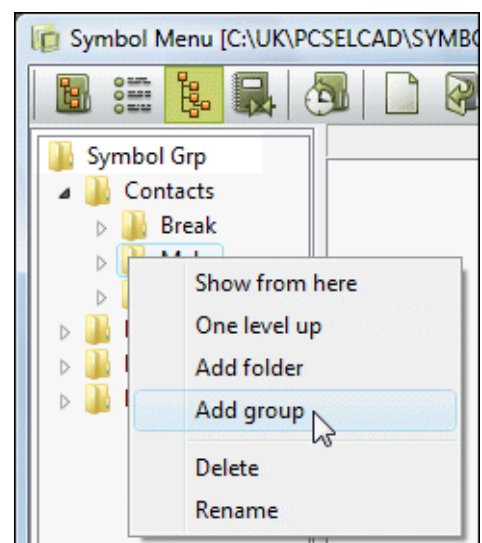 Symbol Menu [C:\UK\PCSELCAD\SYMBO
Symbol Grp
Contacts
Break
Show from here
One level up
Add folder
Add group
Delete
Rename